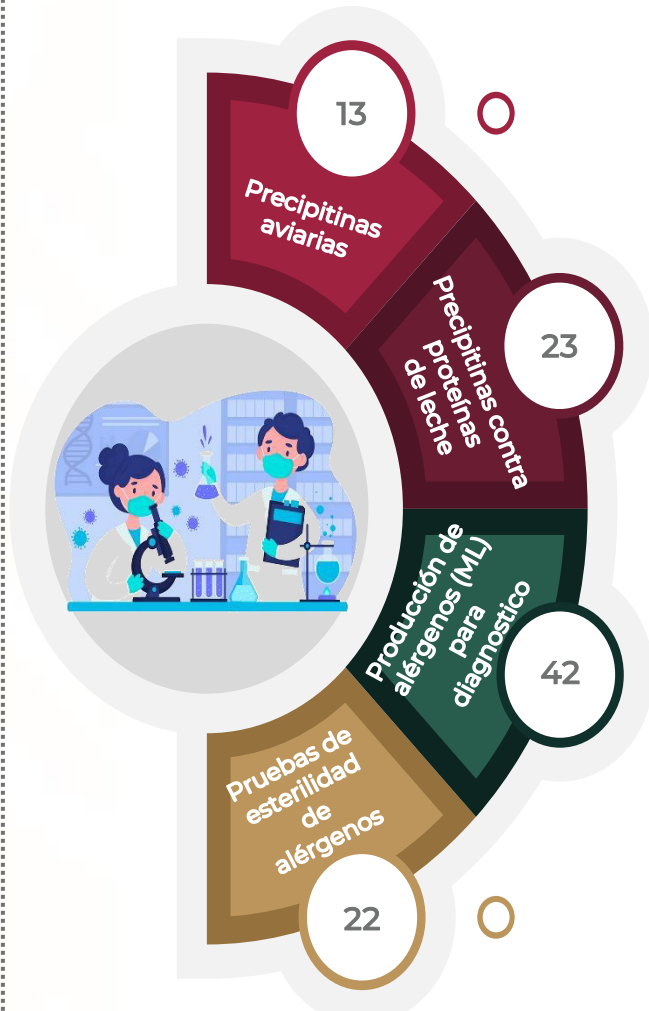 13
Precipitinas
aviarias
23
Precipitinas contra
proteínas
de leche
Producción de
alérgenos (ML)
para
diagnostico
42
Pruebas de
esterilidad
de
alérgenos
22